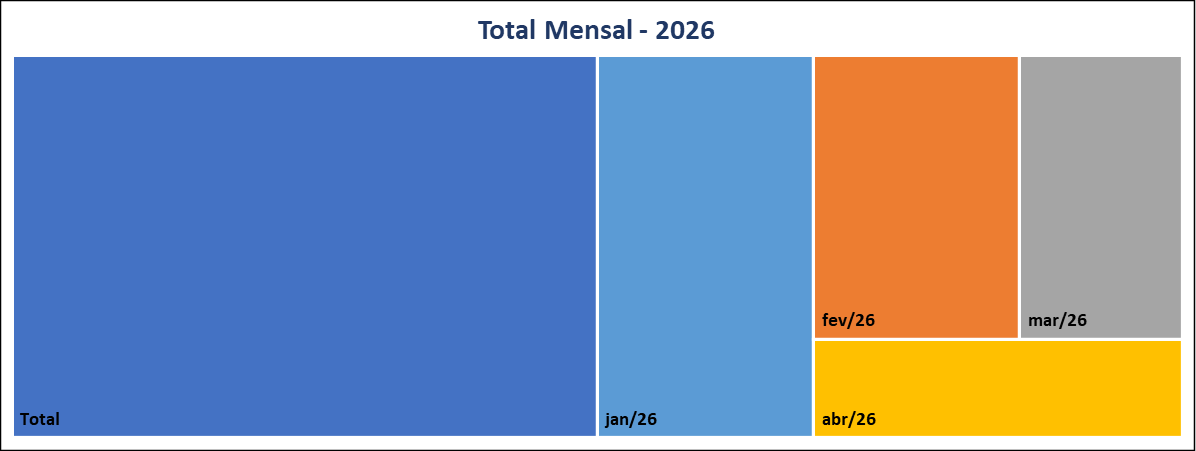 Total Mensal - 2026
Total
jan/26
fev/26
mar/26
abr/26